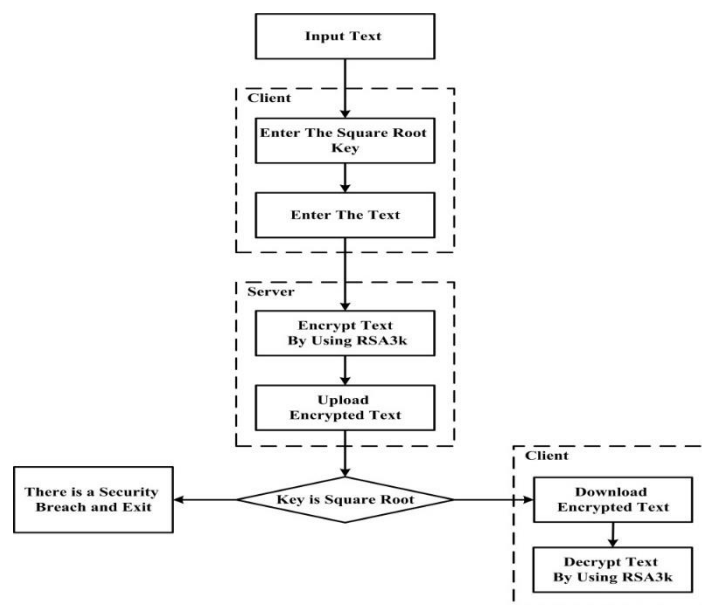 Input Text
Client
Enter The Square Root
Key
Enter The Text
Server
Encrypt Text
By Using RSA3k
Upload
Encrypted Text
Key is Square Root
There is a Security
Breach and Exit
Client
Download
Encrypted Text
Decrypt Text
By Using RSA3k